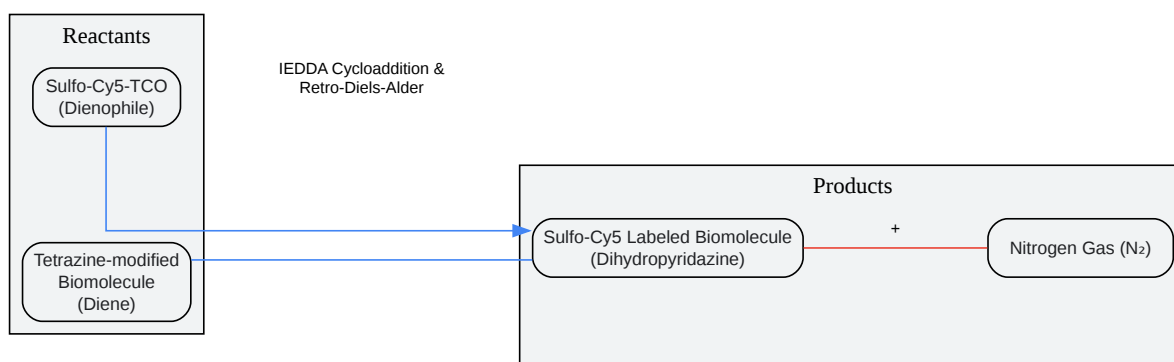 Reactants
Sulfo-Cy5-TCO
(Dienophile)
IEDDA Cycloaddition &
Retro-Diels-Alder
Tetrazine-modified
Biomolecule
(Diene)
Products
Sulfo-Cy5 Labeled Biomolecule
(Dihydropyridazine)
+
Nitrogen Gas (N₂)